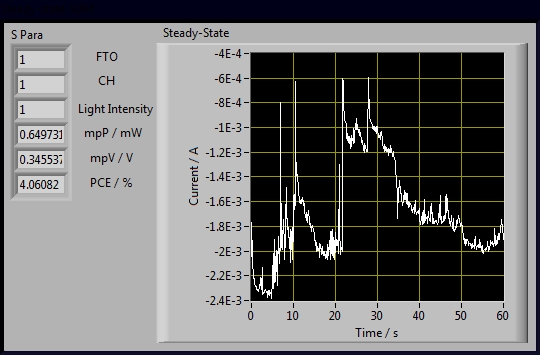 S Para
1 FTO
1 CH
1 Light Intensity
0.649731 mpP / mW
0.345537 mpV / V
4.06082 PCE / %
Steady-State
Current / A
-4E-4
-6E-4
-8E-4
-1E-3
-1.2E-3
-1.4E-3
-1.6E-3
-1.8E-3
-2E-3
-2.2E-3
-2.4E-3
0 10 20 30 40 50 60
Time / s